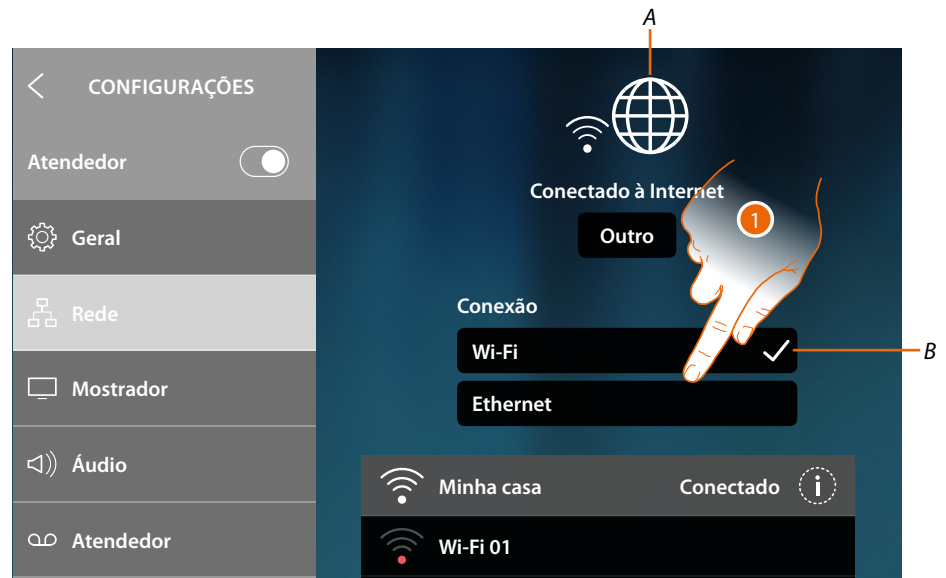 A
CONFIGURAÇÕES
Atendedor
Geral
Rede
Mostrador
Áudio
Atendedor
Conectado à Internet
Outro
1
Conexão
Wi-Fi
B
Ethernet
Minha casa Conectado i
Wi-Fi 01